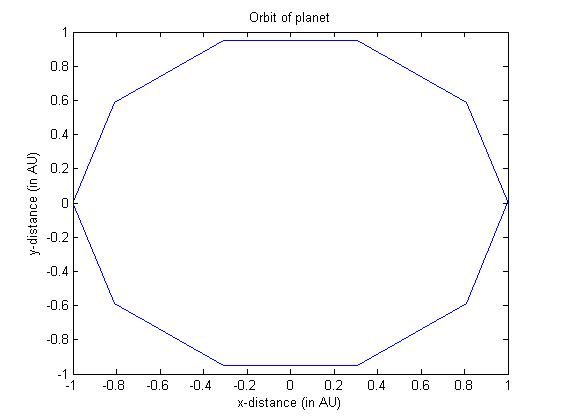 Orbit of planet
1
0.8
0.6
0.4
0.2
0
-0.2
-0.4
-0.6
-0.8
-1
y-distance (in AU)
-1 -0.8 -0.6 -0.4 -0.2 0 0.2 0.4 0.6 0.8 1
x-distance (in AU)